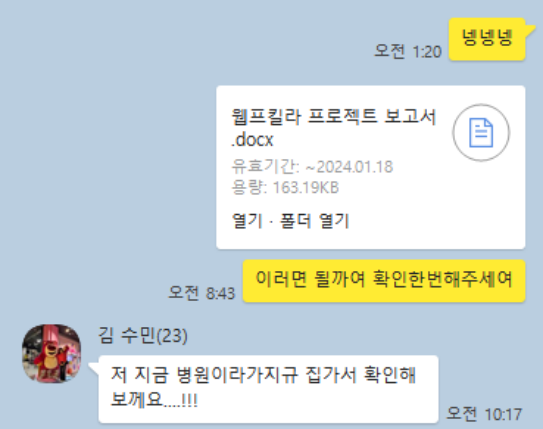 넹넹넹
오전 1:20
웹프킬라 프로젝트 보고서
.docx
유효기간: ~2024.01.18
용량: 163.19KB
열기 · 폴더 열기
이러면 될까여 확인한번해주세여
오전 8:43
김 수민(23)
저 지금 병원이라가지규 집가서 확인해
보께요....!!!
오전 10:17